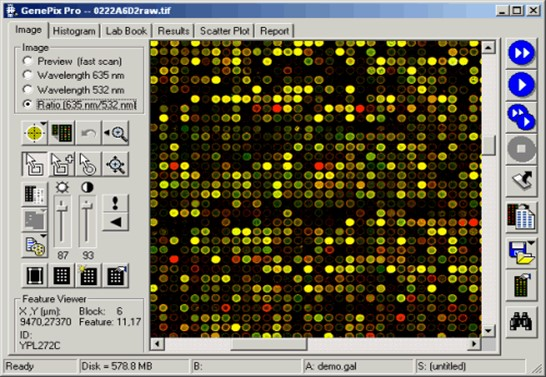 GenePix Pro -- 0222A6D2raw.tif
Image Histogram Lab Book Results Scatter Plot Report
Image
Preview (fast scan)
Wavelength 635 nm
Wavelength 532 nm
Ratio (635 nm/532 nm)
87 93
Feature Viewer
X ,Y (µm): Block: 6
9470,27370 Feature: 11,17
ID:
YPL272C
Ready Disk = 578.8 MB B: A: demo.gal S: (untitled)